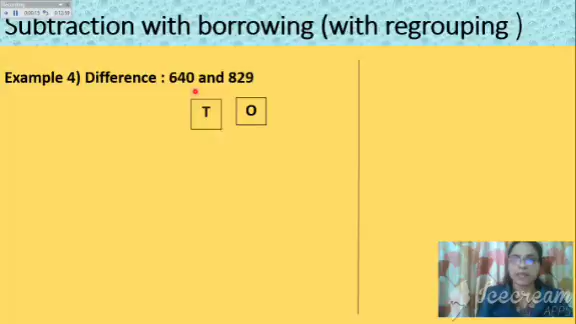 Subtraction with borrowing (with regrouping )
Example 4) Difference : 640 and 829
T O
Icecream
APPS